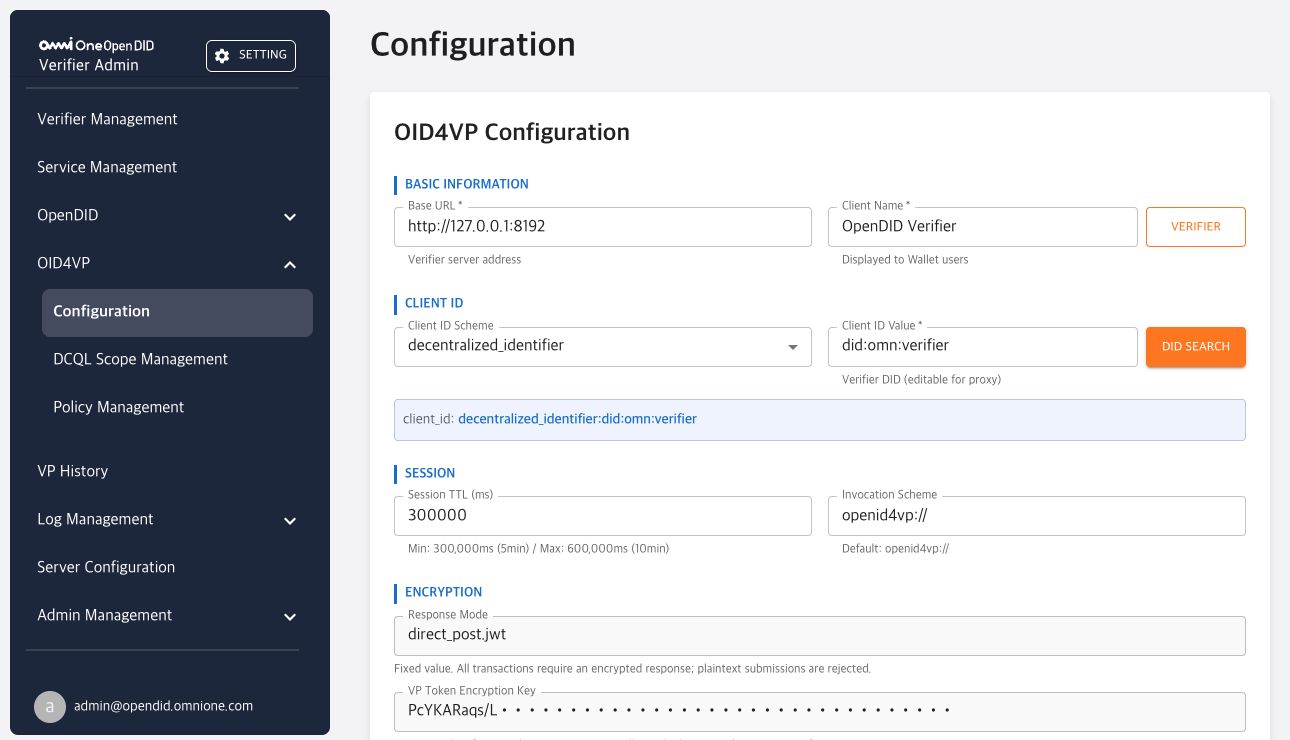 Omni One Open DID
Verifier Admin
SETTING
Verifier Management
Service Management
OpenDID
OID4VP
Configuration
DCQL Scope Management
Policy Management
VP History
Log Management
Server Configuration
Admin Management
a
admin@opendid.omnione.com
Configuration
OID4VP Configuration
BASIC INFORMATION
Base URL *
http://127.0.0.1:8192
Verifier server address
Client Name *
OpenDID Verifier
Displayed to Wallet users
VERIFIER
CLIENT ID
Client ID Scheme
decentralized_identifier
Client ID Value *
did:omn:verifier
Verifier DID (editable for proxy)
DID SEARCH
client_id: decentralized_identifier:did:omn:verifier
SESSION
Session TTL (ms)
300000
Min: 300,000ms (5min) / Max: 600,000ms (10min)
Invocation Scheme
openid4vp://
Default: openid4vp://
ENCRYPTION
Response Mode
direct_post.jwt
Fixed value. All transactions require an encrypted response; plaintext submissions are rejected.
VP Token Encryption Key
PcYKARaqs/L••••••••••••••••••••••••••••••••••••••••